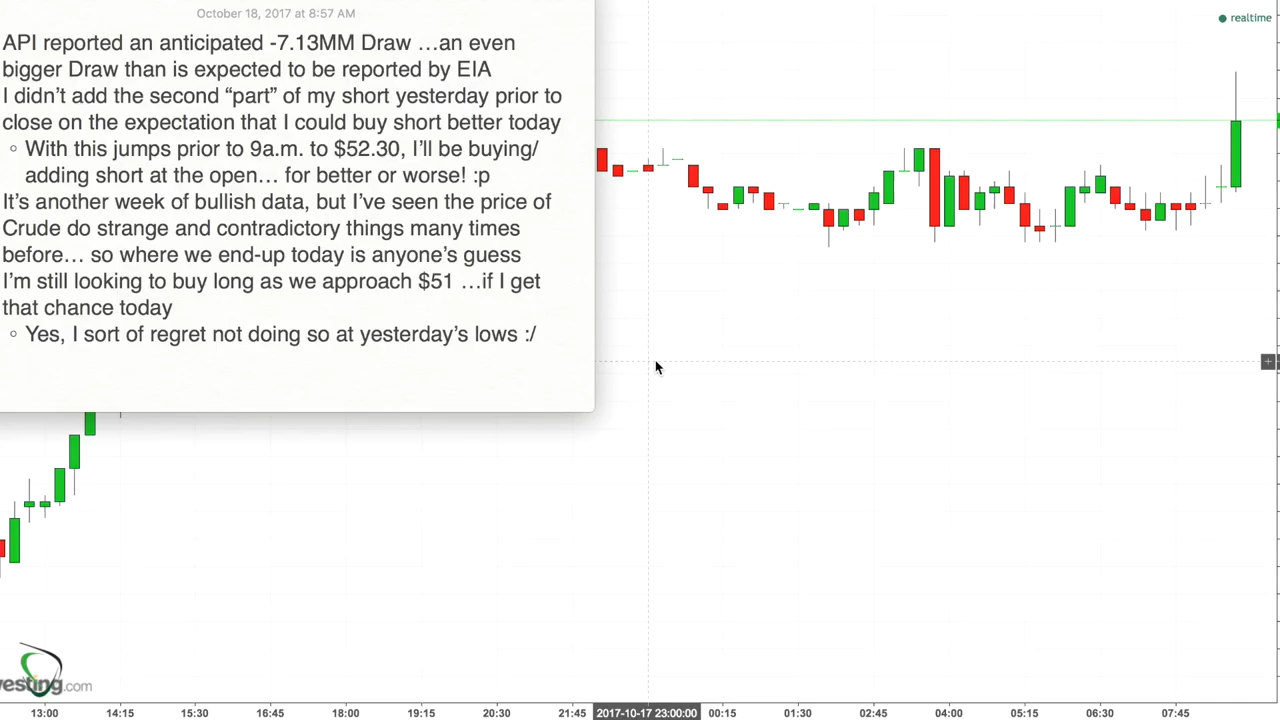 October 18, 2017 at 8:57 AM
realtime
API reported an anticipated -7.13MM Draw …an even
bigger Draw than is expected to be reported by EIA
I didn’t add the second “part” of my short yesterday prior to
close on the expectation that I could buy short better today
◦ With this jumps prior to 9a.m. to $52.30, I’ll be buying/
adding short at the open… for better or worse! :p
It’s another week of bullish data, but I’ve seen the price of
Crude do strange and contradictory things many times
before… so where we end-up today is anyone’s guess
I’m still looking to buy long as we approach $51 …if I get
that chance today
◦ Yes, I sort of regret not doing so at yesterday’s lows :/
vesting.com
13:00 14:15 15:30 16:45 18:00 19:15 20:30 21:45 2017-10-17 23:00:00 00:15 01:30 02:45 04:00 05:15 06:30 07:45